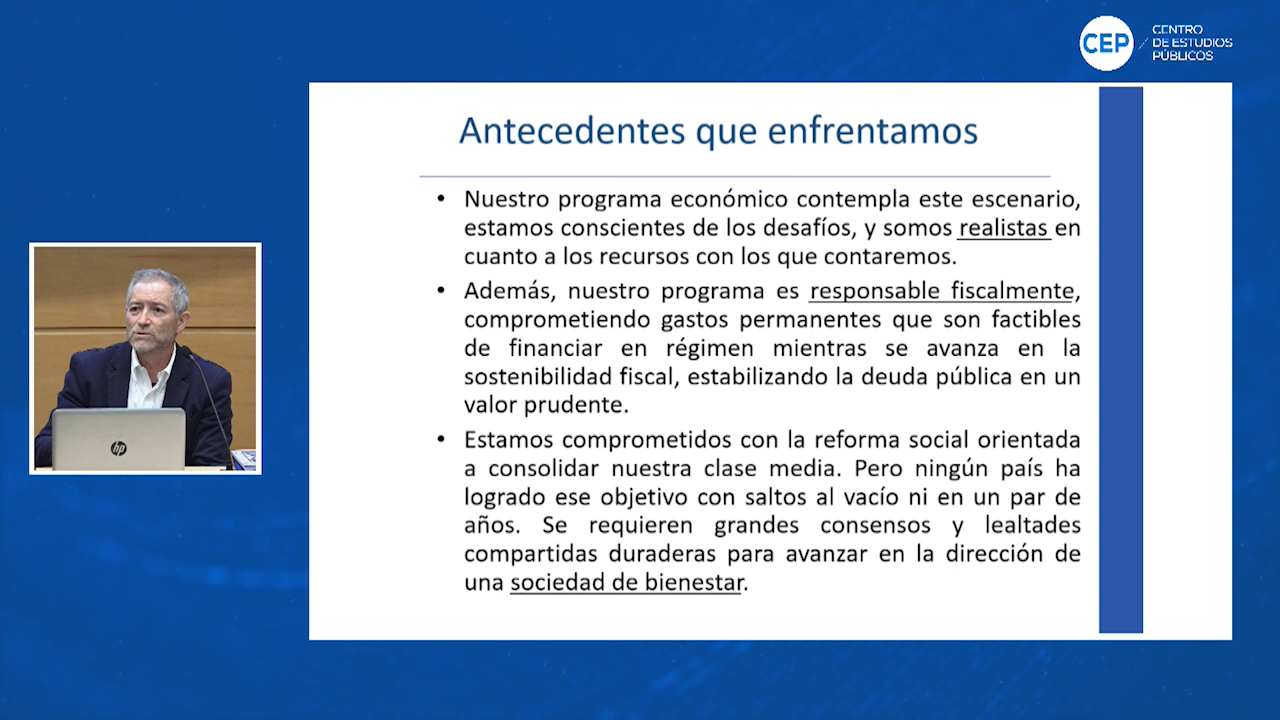 CEP
CENTRO
DE ESTUDIOS
PÚBLICOS
Antecedentes que enfrentamos
• Nuestro programa económico contempla este escenario,
estamos conscientes de los desafíos, y somos realistas en
cuanto a los recursos con los que contaremos.
• Además, nuestro programa es responsable fiscalmente,
comprometiendo gastos permanentes que son factibles
de financiar en régimen mientras se avanza en la
sostenibilidad fiscal, estabilizando la deuda pública en un
valor prudente.
• Estamos comprometidos con la reforma social orientada
a consolidar nuestra clase media. Pero ningún país ha
logrado ese objetivo con saltos al vacío ni en un par de
años. Se requieren grandes consensos y lealtades
compartidas duraderas para avanzar en la dirección de
una sociedad de bienestar.
hp